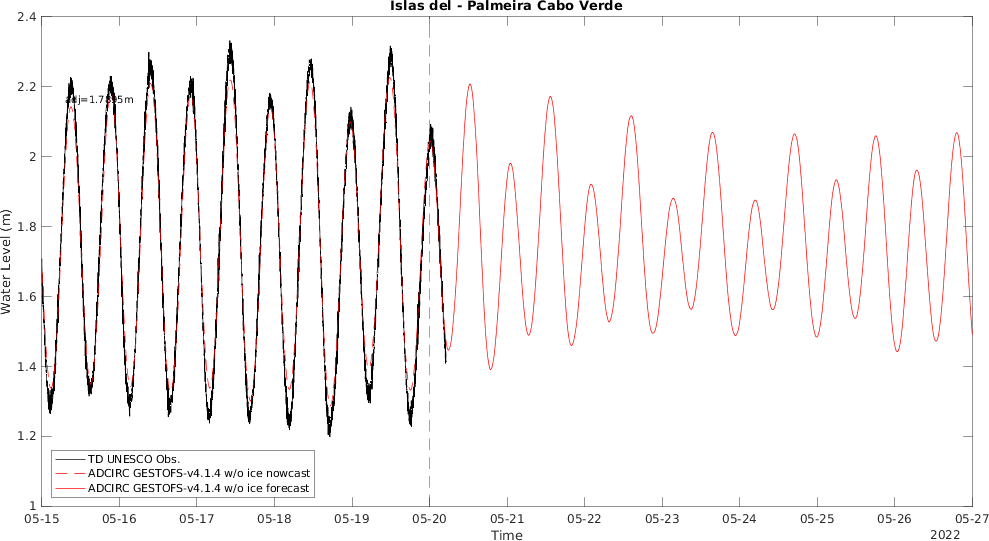 Islas del - Palmeira Cabo Verde
2.4
2.2
2
1.8
1.6
1.4
1.2
1
Water Level (m)
adj=1.7895m
TD UNESCO Obs.
ADCIRC GESTOFS-v4.1.4 w/o ice nowcast
ADCIRC GESTOFS-v4.1.4 w/o ice forecast
05-15 05-16 05-17 05-18 05-19 05-20 05-21 05-22 05-23 05-24 05-25 05-26 05-27
Time
2022